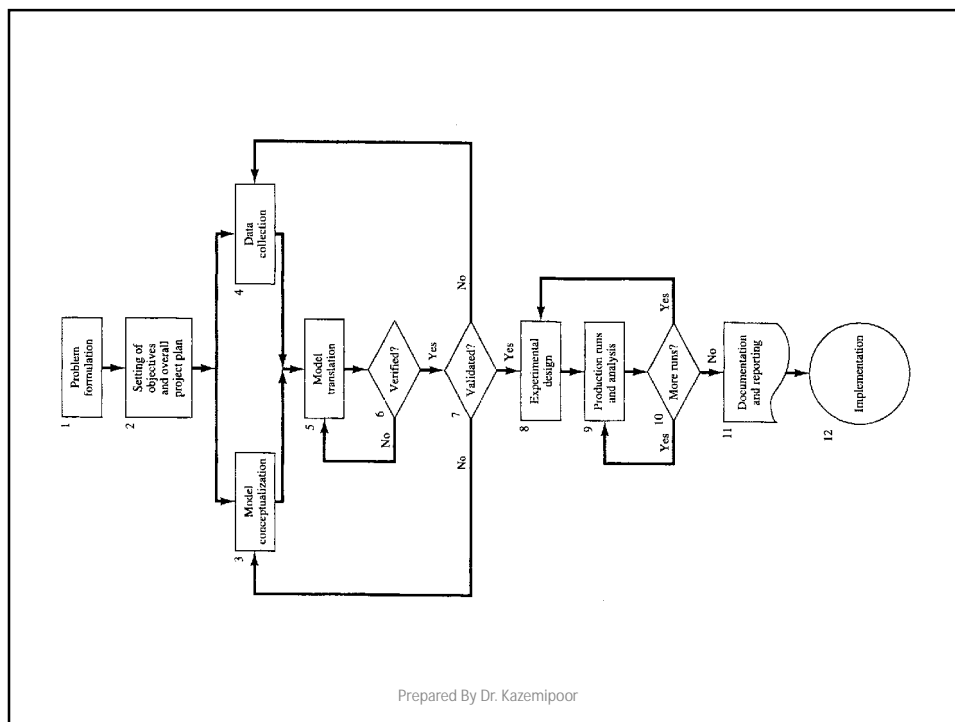 1
Problem
formulation
2
Setting of
objectives
and overall
project plan
3
Model
conceptualization
4
Data
collection
5
Model
translation
6
Verified?
No
Yes
7
Validated?
No
No
Yes
8
Experimental
design
9
Production runs
and analysis
10
More runs?
Yes
Yes
No
11
Documentation
and reporting
12
Implementation
Prepared By Dr. Kazemipoor